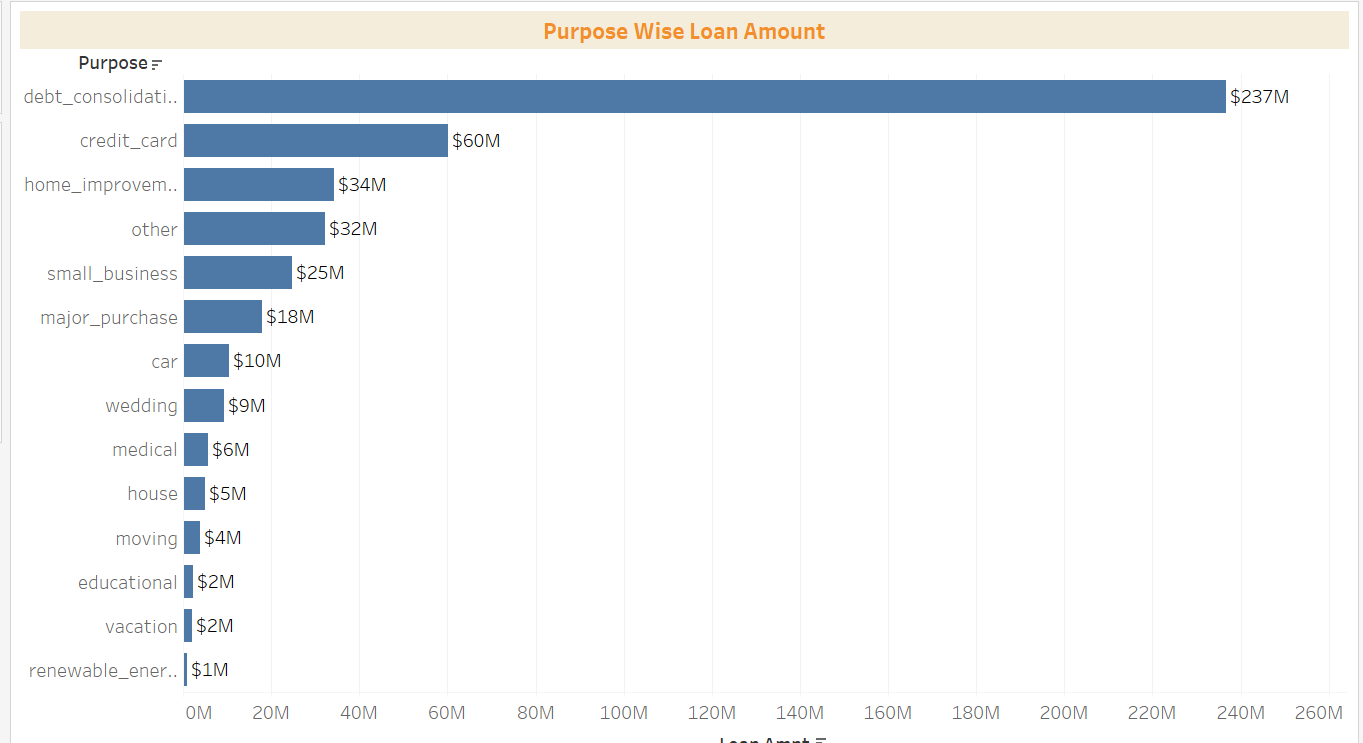 Purpose Wise Loan Amount
Purpose
debt_consolidati.. $237M
credit_card $60M
home_improvem.. $34M
other $32M
small_business $25M
major_purchase $18M
car $10M
wedding $9M
medical $6M
house $5M
moving $4M
educational $2M
vacation $2M
renewable_ener.. $1M
0M 20M 40M 60M 80M 100M 120M 140M 160M 180M 200M 220M 240M 260M
Loan Amnt